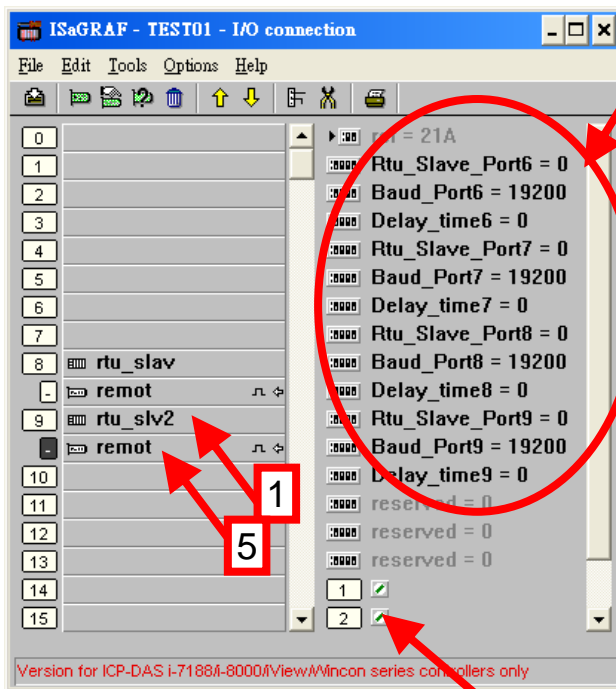 ISaGRAF - TEST01 - I/O connection
File Edit Tools Options Help
0
1
2
3
4
5
6
7
8 rtu_slav
- remot
9 rtu_slv2
- remot
10
11
12
13
14
15
1
5
= 21A
Rtu_Slave_Port6 = 0
Baud_Port6 = 19200
Delay_time6 = 0
Rtu_Slave_Port7 = 0
Baud_Port7 = 19200
Delay_time7 = 0
Rtu_Slave_Port8 = 0
Baud_Port8 = 19200
Delay_time8 = 0
Rtu_Slave_Port9 = 0
Baud_Port9 = 19200
Delay_time9 = 0
reserved = 0
reserved = 0
reserved = 0
1
2
Version for ICP-DAS i-7188/i-8000/iView/Wincon series controllers only